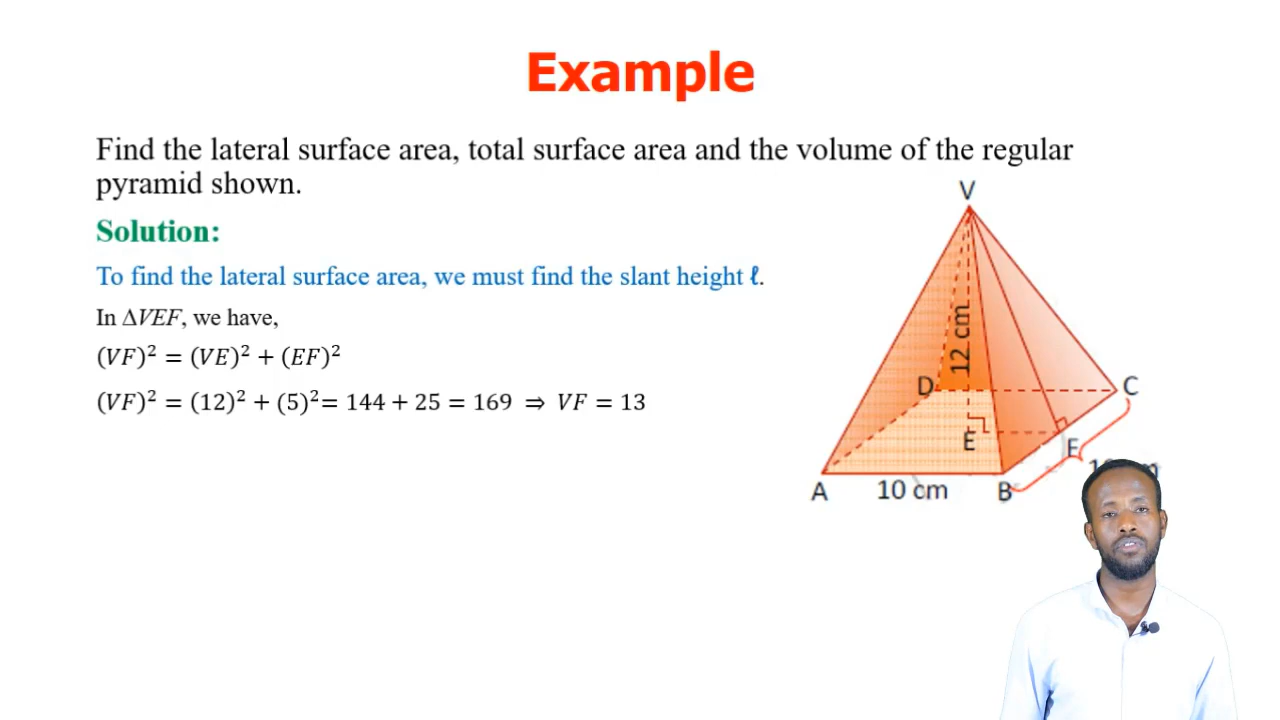 Example
Find the lateral surface area, total surface area and the volume of the regular
pyramid shown.
Solution:
To find the lateral surface area, we must find the slant height ℓ.
In ΔVEF, we have,
(VF)² = (VE)² + (EF)²
(VF)² = (12)² + (5)²= 144 + 25 = 169 ⇒ VF = 13
V
12 cm
D
C
E
F
A
10 cm
B